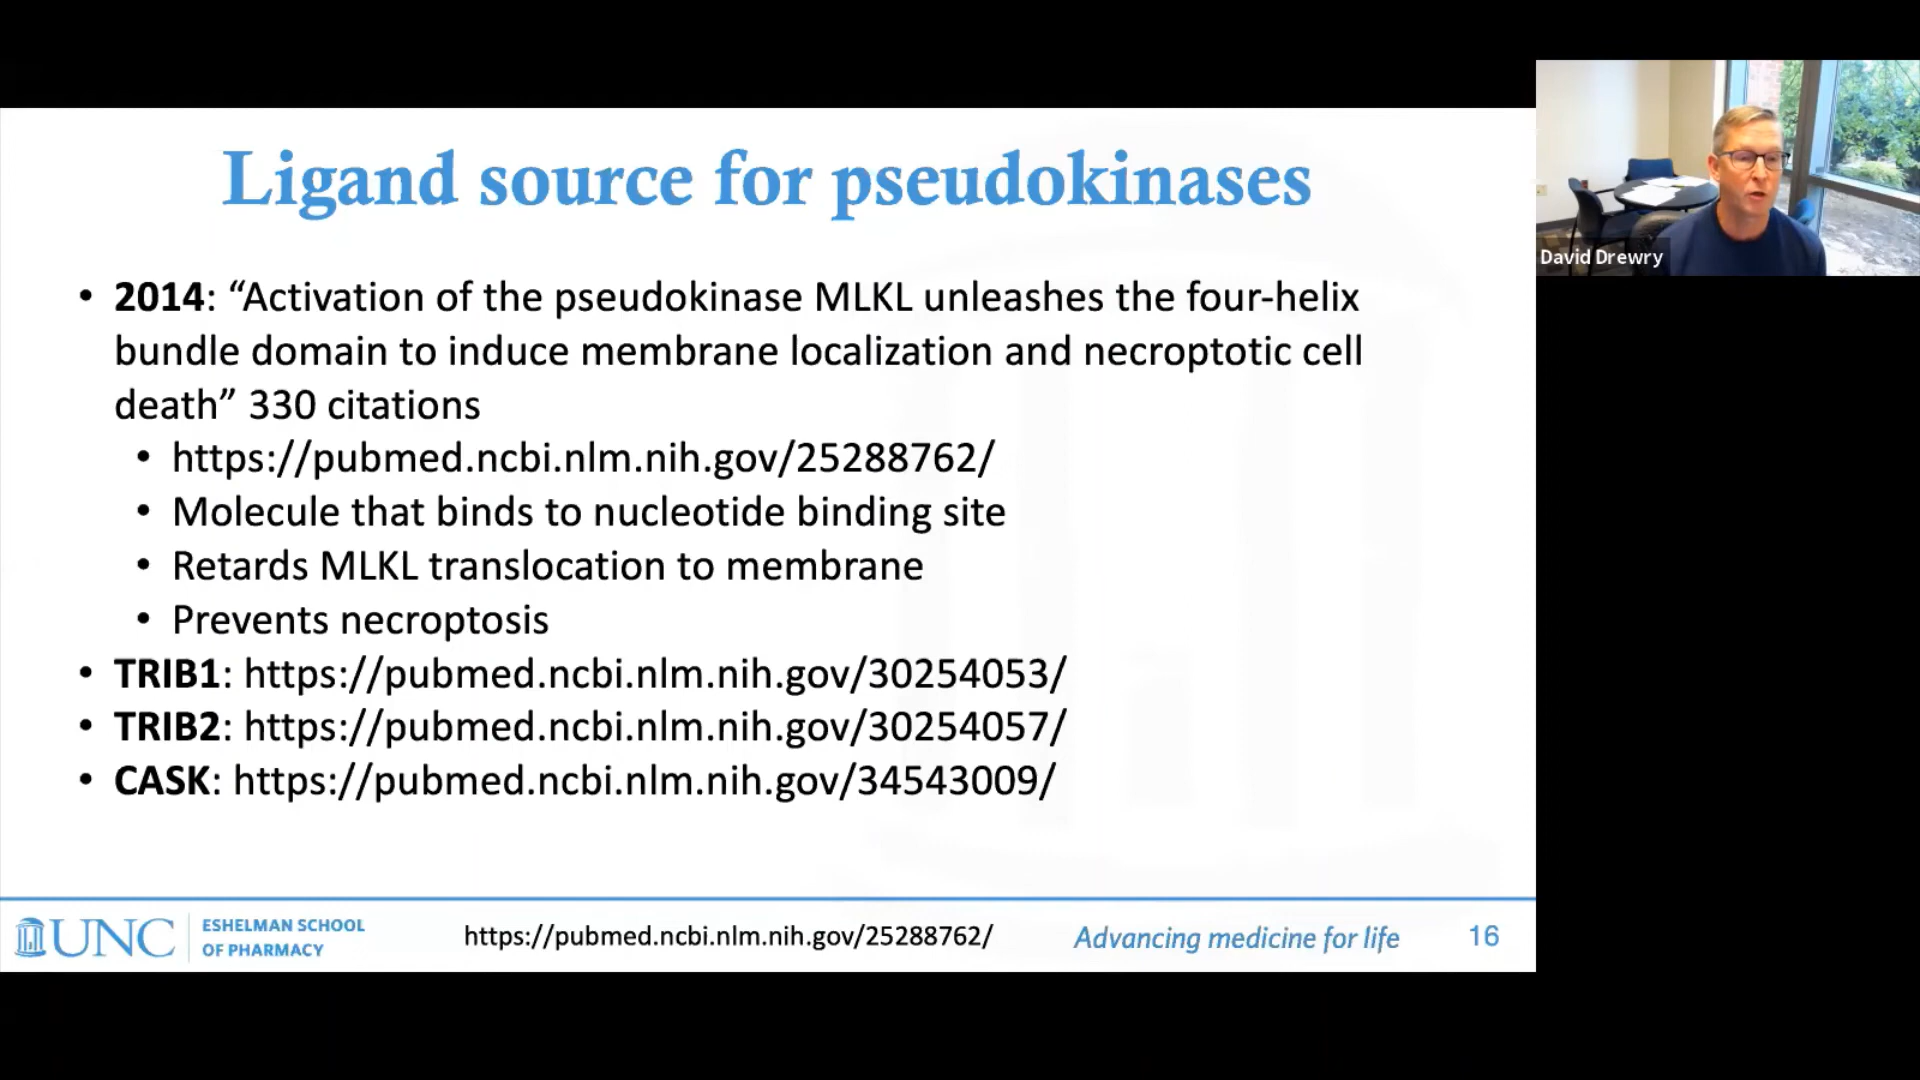 Ligand source for pseudokinases
• 2014: “Activation of the pseudokinase MLKL unleashes the four-helix
bundle domain to induce membrane localization and necroptotic cell
death” 330 citations
• https://pubmed.ncbi.nlm.nih.gov/25288762/
• Molecule that binds to nucleotide binding site
• Retards MLKL translocation to membrane
• Prevents necroptosis
• TRIB1: https://pubmed.ncbi.nlm.nih.gov/30254053/
• TRIB2: https://pubmed.ncbi.nlm.nih.gov/30254057/
• CASK: https://pubmed.ncbi.nlm.nih.gov/34543009/
UNC
ESHELMAN SCHOOL
OF PHARMACY
https://pubmed.ncbi.nlm.nih.gov/25288762/
Advancing medicine for life
16
David Drewry